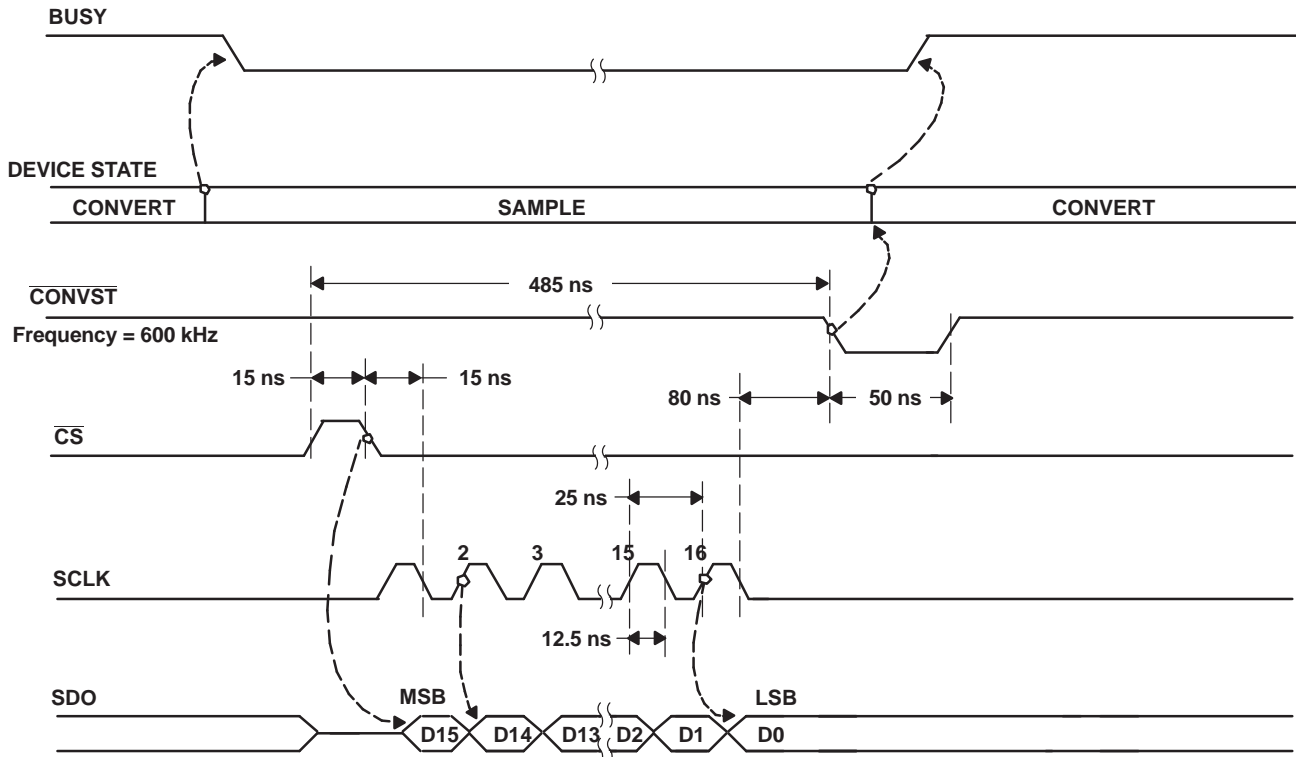 BUSY
DEVICE STATE
CONVERT SAMPLE CONVERT
485 ns
CONVST
Frequency = 600 kHz
15 ns 15 ns 80 ns 50 ns
CS
25 ns
2 3 15 16
SCLK
12.5 ns
SDO MSB LSB
D15 D14 D13 D2 D1 D0